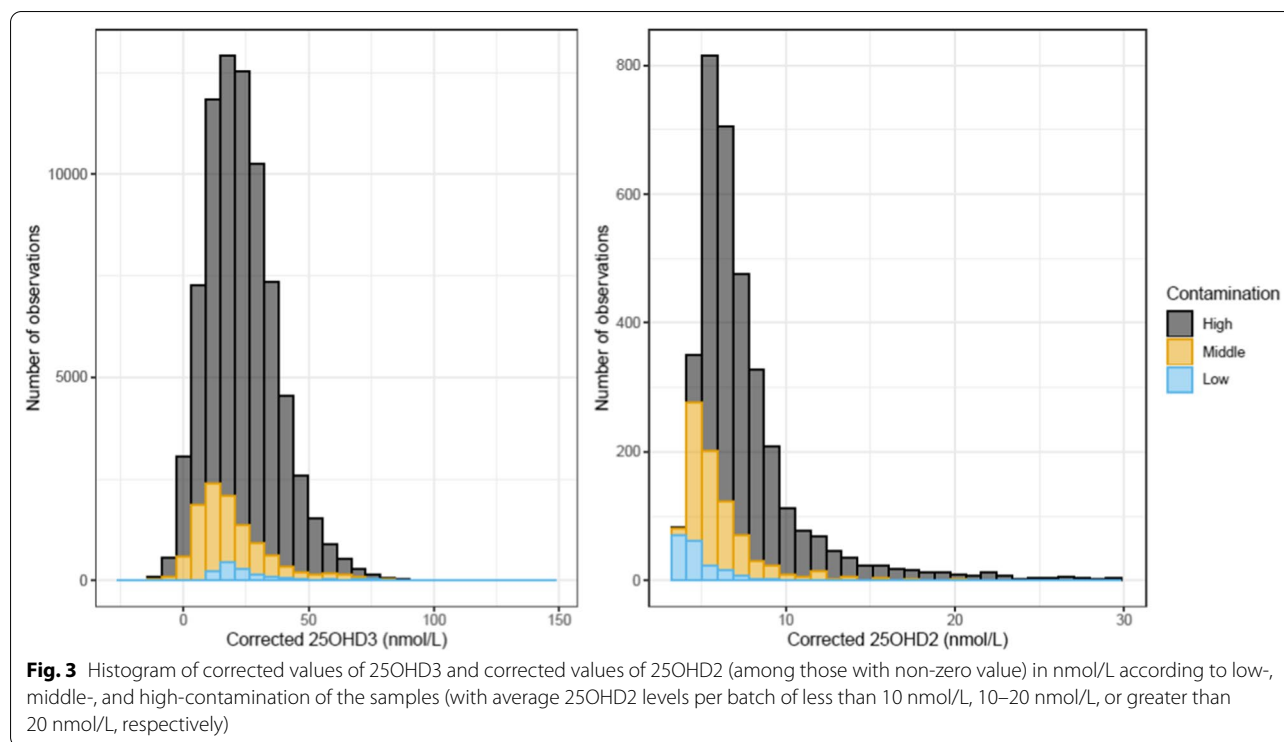 10000
5000
0
Number of observations
0
50
100
150
Corrected 25OHD3 (nmol/L)
800
600
400
200
0
Number of observations
10
20
30
Corrected 25OHD2 (nmol/L)
Contamination
High
Middle
Low
Fig. 3 Histogram of corrected values of 25OHD3 and corrected values of 25OHD2 (among those with non-zero value) in nmol/L according to low-,
middle-, and high-contamination of the samples (with average 25OHD2 levels per batch of less than 10 nmol/L, 10–20 nmol/L, or greater than
20 nmol/L, respectively)